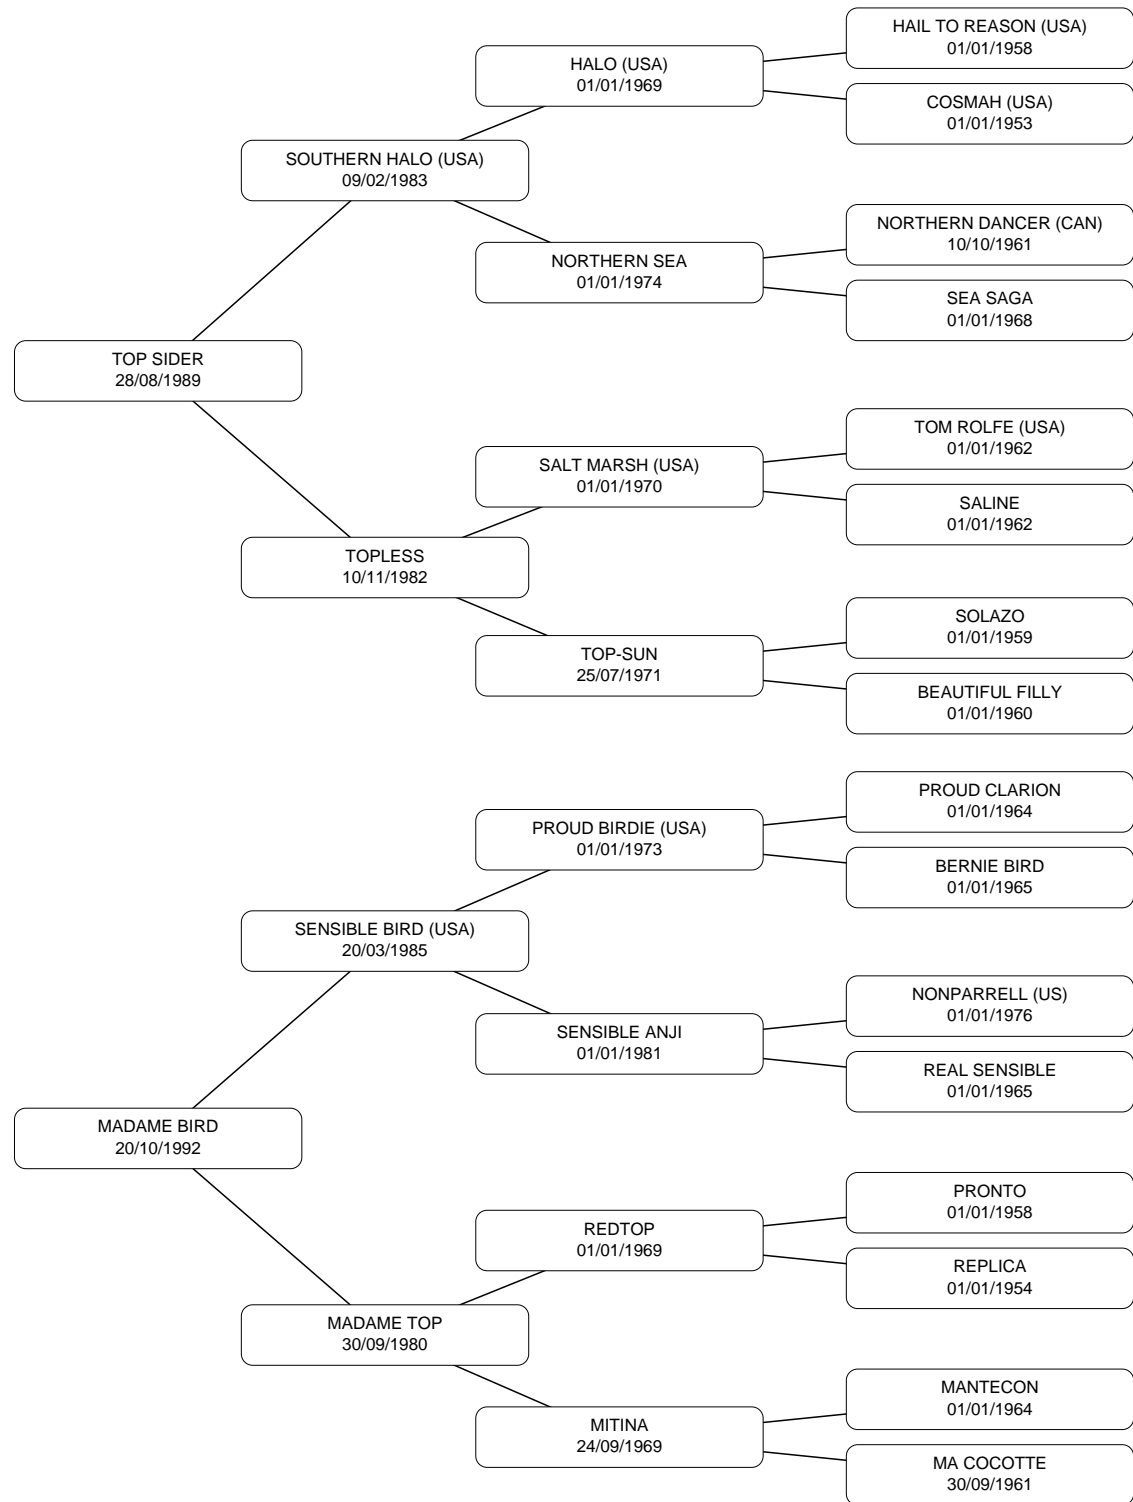 HAIL TO REASON (USA)
01/01/1958
HALO (USA)
01/01/1969
COSMAH (USA)
01/01/1953
SOUTHERN HALO (USA)
09/02/1983
NORTHERN DANCER (CAN)
10/10/1961
NORTHERN SEA
01/01/1974
SEA SAGA
01/01/1968
TOP SIDER
28/08/1989
TOM ROLFE (USA)
01/01/1962
SALT MARSH (USA)
01/01/1970
SALINE
01/01/1962
TOPLESS
10/11/1982
SOLAZO
01/01/1959
TOP-SUN
25/07/1971
BEAUTIFUL FILLY
01/01/1960
PROUD CLARION
01/01/1964
PROUD BIRDIE (USA)
01/01/1973
BERNIE BIRD
01/01/1965
SENSIBLE BIRD (USA)
20/03/1985
NONPARRELL (US)
01/01/1976
SENSIBLE ANJI
01/01/1981
REAL SENSIBLE
01/01/1965
MADAME BIRD
20/10/1992
PRONTO
01/01/1958
REDTOP
01/01/1969
REPLICA
01/01/1954
MADAME TOP
30/09/1980
MANTECON
01/01/1964
MITINA
24/09/1969
MA COCOTTE
30/09/1961